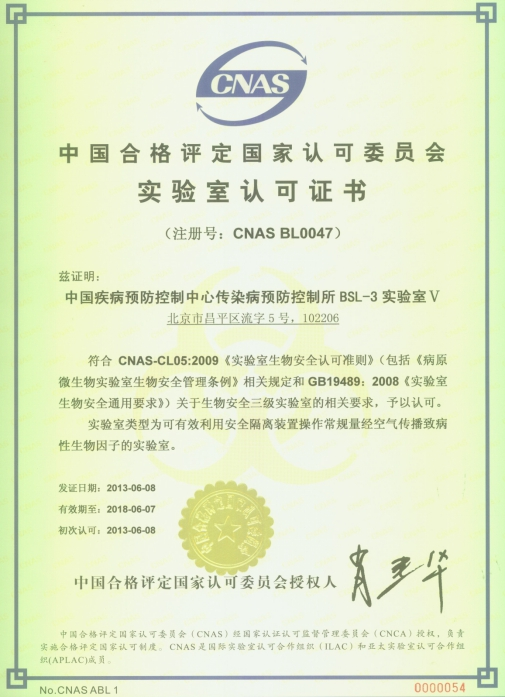 CNAS
中国合格评定国家认可委员会
实验室认可证书
（注册号：CNAS BL0047）
兹证明：
中国疾病预防控制中心传染病预防控制所 BSL-3 实验室Ⅴ
北京市昌平区流字 5 号，102206
符合 CNAS-CL05:2009《实验室生物安全认可准则》（包括《病原
微生物实验室生物安全管理条例》相关规定和 GB19489：2008《实验室
生物安全通用要求》）关于生物安全三级实验室的相关要求，予以认可。
实验室类型为可有效利用安全隔离装置操作常规量经空气传播致病
性生物因子的实验室。
发证日期：2013-06-08
有效期至：2018-06-07
初次认可：2013-06-08
中国合格评定国家认可委员会授权人
中国合格评定国家认可委员会（CNAS）经国家认证认可监督管理委员会（CNCA）授权，负责
实施合格评定国家认可制度。CNAS是国际实验室认可合作组织（ILAC）和亚太实验室认可合作组
织(APLAC)成员。
No.CNAS ABL 1
0000054